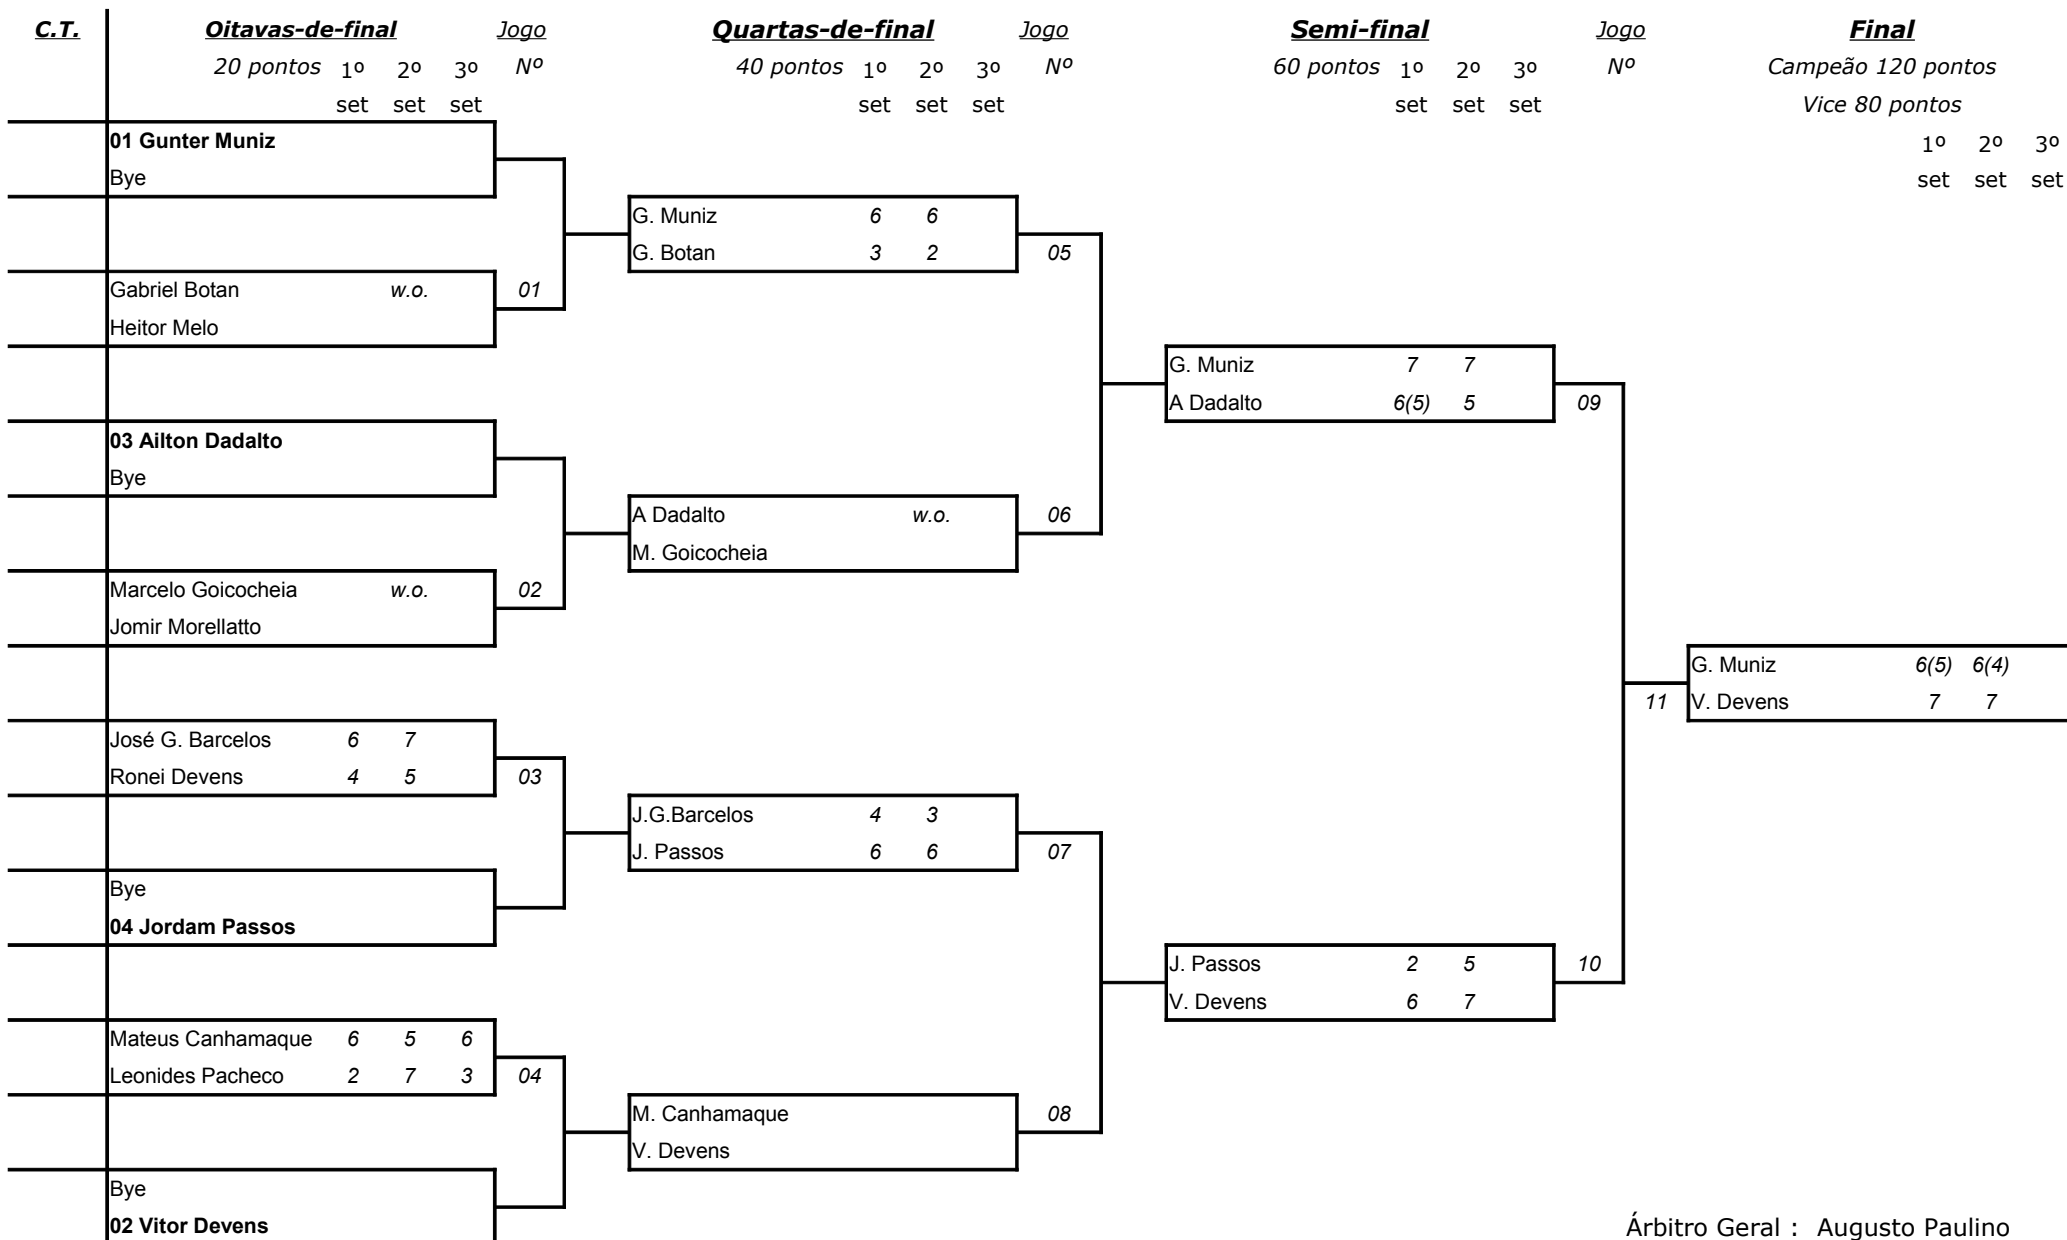 C.T. Oitavas-de-final Jogo Quartas-de-final Jogo Semi-final Jogo Final
20 pontos 1º 2º 3º Nº 40 pontos 1º 2º 3º Nº 60 pontos 1º 2º 3º Nº Campeão 120 pontos
set set set set set set set set set Vice 80 pontos
01 Gunter Muniz 1º 2º 3º
Bye set set set
G. Muniz 6 6
G. Botan 3 2 05
Gabriel Botan w.o. 01
Heitor Melo
G. Muniz 7 7
A Dadalto 6(5) 5 09
03 Ailton Dadalto
Bye
A Dadalto w.o. 06
M. Goicocheia
Marcelo Goicocheia w.o. 02
Jomir Morellatto
G. Muniz 6(5) 6(4)
11 V. Devens 7 7
José G. Barcelos 6 7
Ronei Devens 4 5 03
J.G.Barcelos 4 3
J. Passos 6 6 07
Bye
04 Jordam Passos
J. Passos 2 5 10
V. Devens 6 7
Mateus Canhamaque 6 5 6
Leonides Pacheco 2 7 3 04
M. Canhamaque 08
V. Devens
Bye
02 Vitor Devens Árbitro Geral : Augusto Paulino